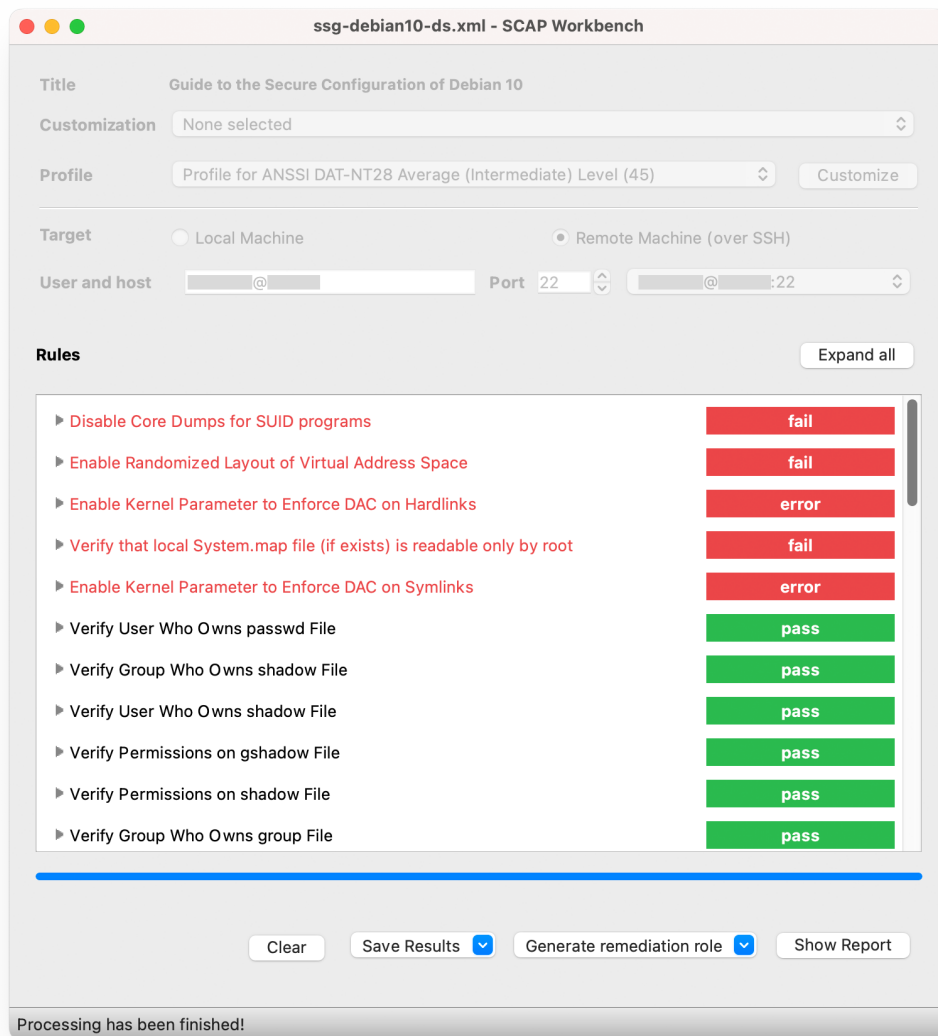 ssg-debian10-ds.xml - SCAP Workbench
Title Guide to the Secure Configuration of Debian 10
Customization None selected
Profile Profile for ANSSI DAT-NT28 Average (Intermediate) Level (45) Customize
Target Local Machine Remote Machine (over SSH)
User and host @ Port 22 @ :22
Rules Expand all
Disable Core Dumps for SUID programs fail
Enable Randomized Layout of Virtual Address Space fail
Enable Kernel Parameter to Enforce DAC on Hardlinks error
Verify that local System.map file (if exists) is readable only by root fail
Enable Kernel Parameter to Enforce DAC on Symlinks error
Verify User Who Owns passwd File pass
Verify Group Who Owns shadow File pass
Verify User Who Owns shadow File pass
Verify Permissions on gshadow File pass
Verify Permissions on shadow File pass
Verify Group Who Owns group File pass
Clear Save Results Generate remediation role Show Report
Processing has been finished!